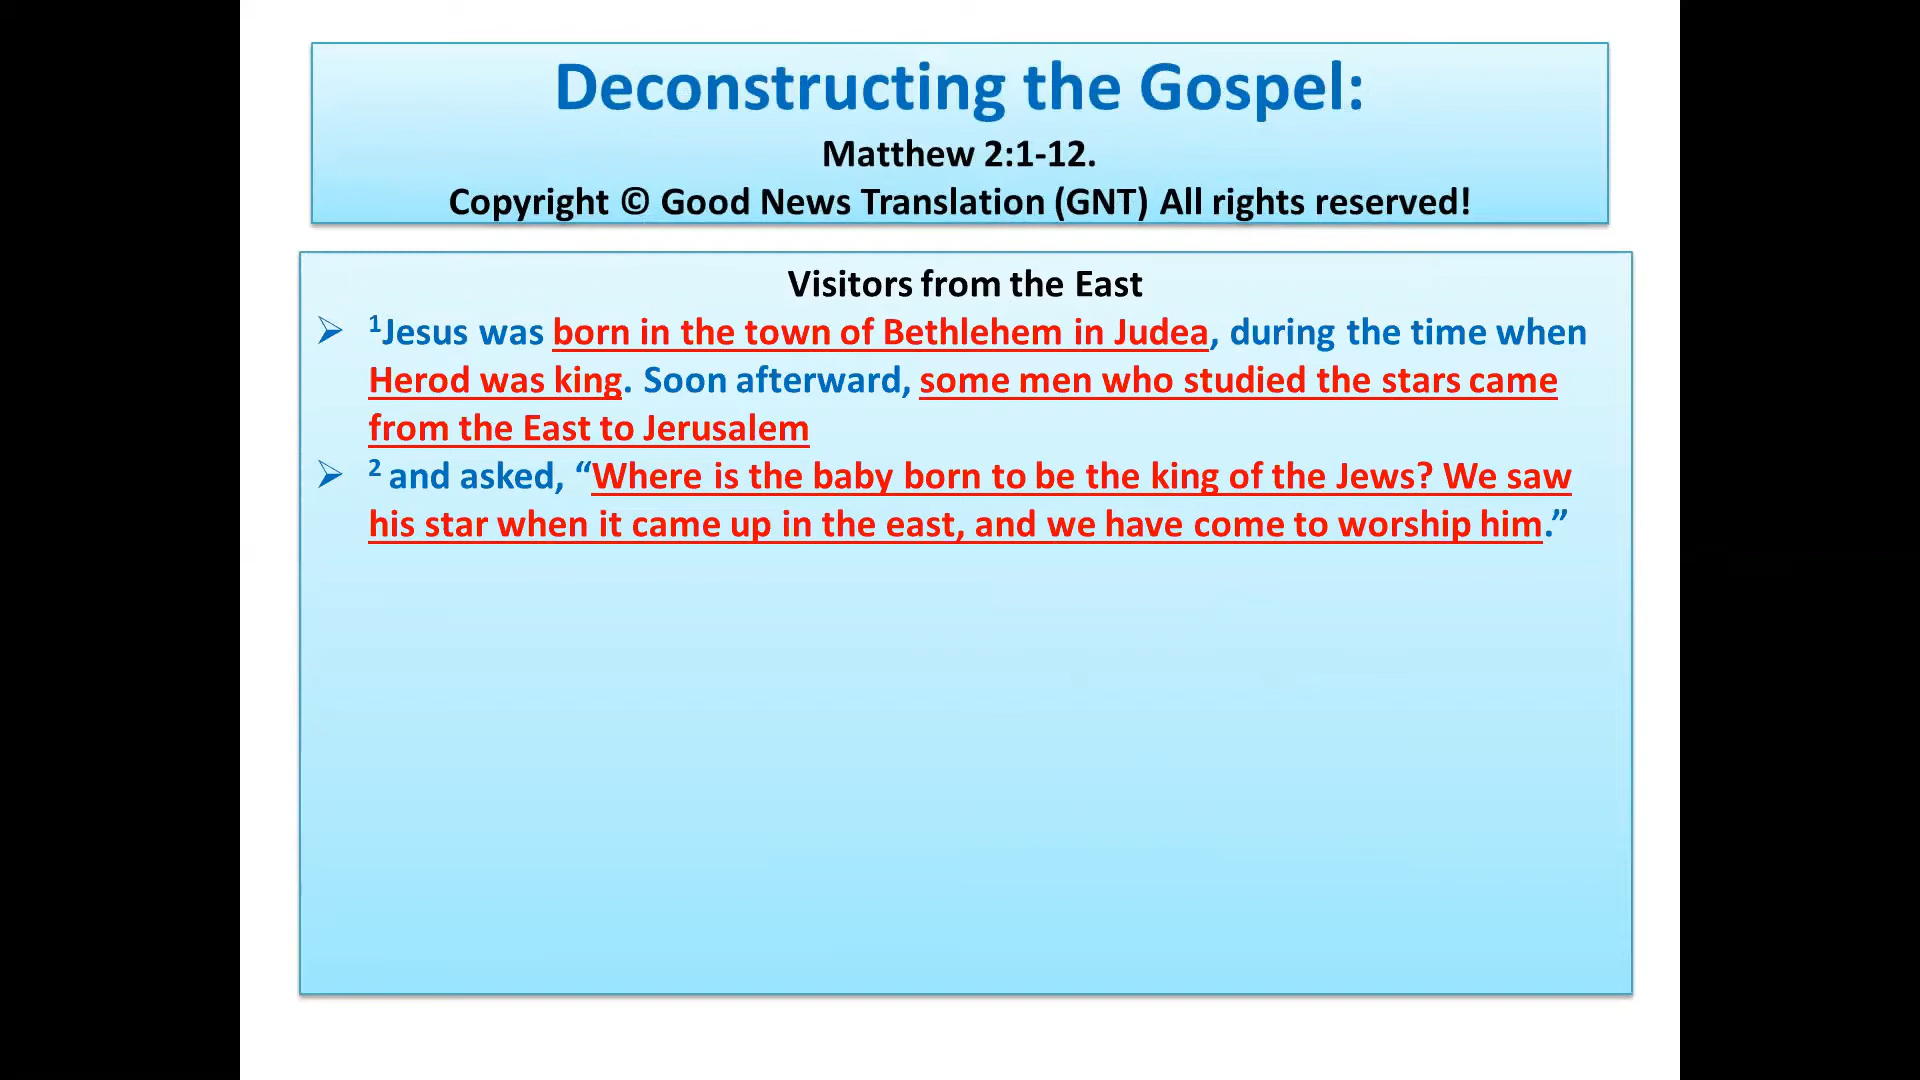 Deconstructing the Gospel:
Matthew 2:1-12.
Copyright © Good News Translation (GNT) All rights reserved!
Visitors from the East
➢ ¹Jesus was born in the town of Bethlehem in Judea, during the time when
Herod was king. Soon afterward, some men who studied the stars came
from the East to Jerusalem
➢ ² and asked, “Where is the baby born to be the king of the Jews? We saw
his star when it came up in the east, and we have come to worship him.”